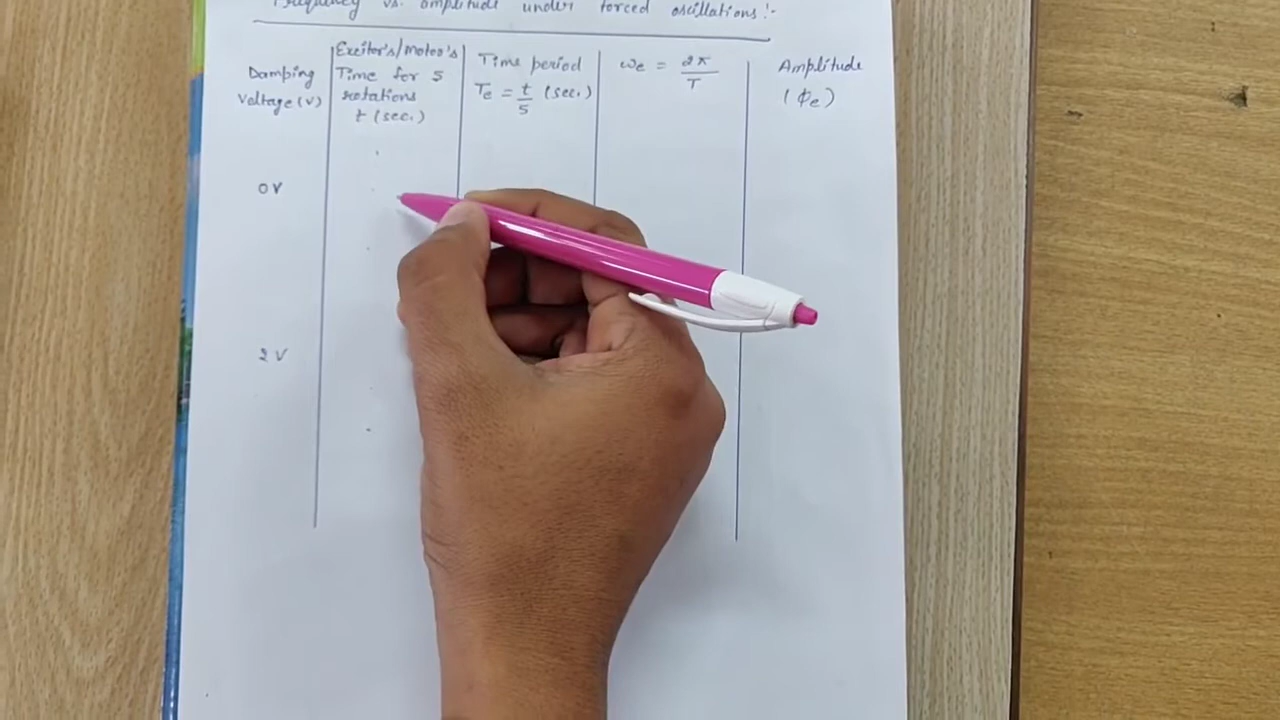 Frequency vs. amplitude under forced oscillations:-
Damping Voltage (V)
Exciter's/Motor's Time for 5 rotations t (sec.)
Time period Te = t/5 (sec.)
ωe = 2π/T
Amplitude (ϕe)
0V
2V